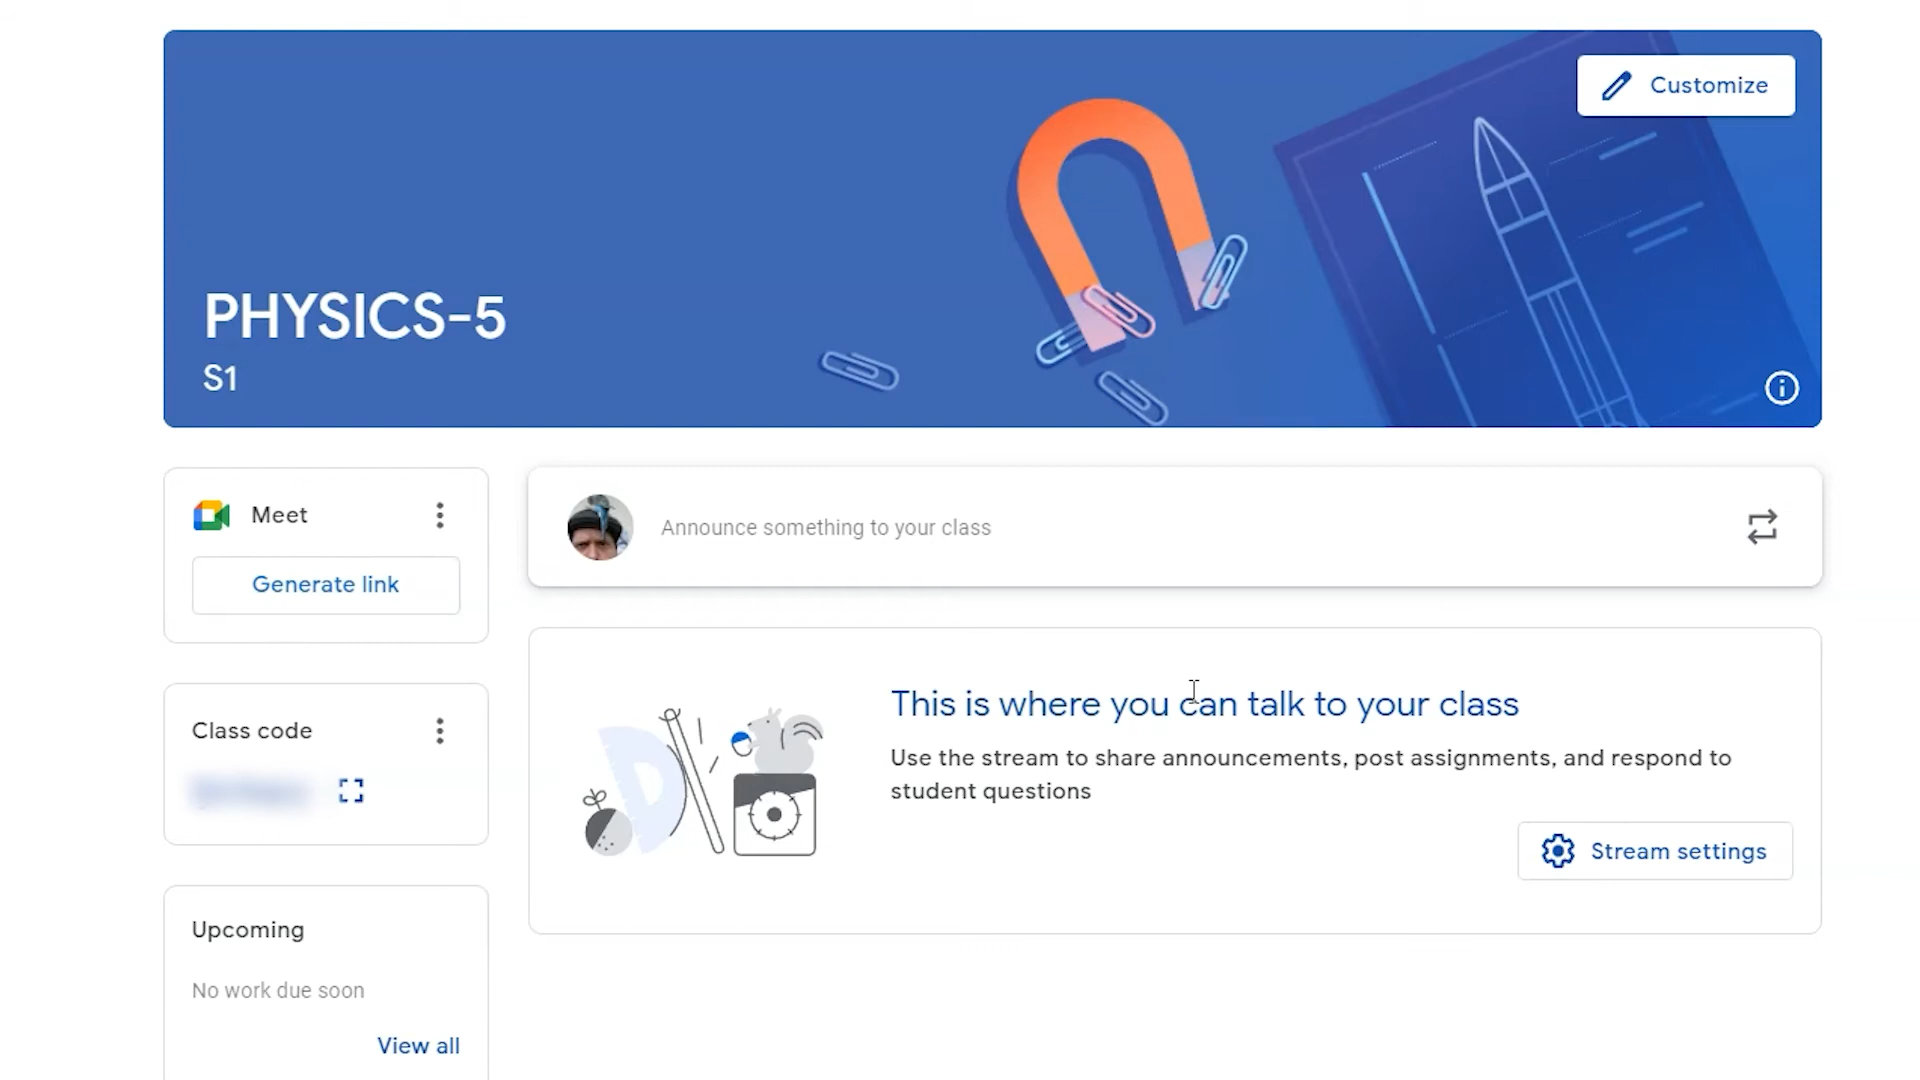 Customize
PHYSICS-5
S1
Meet
Generate link
Announce something to your class
Class code
This is where you can talk to your class
Use the stream to share announcements, post assignments, and respond to
student questions
Stream settings
Upcoming
No work due soon
View all